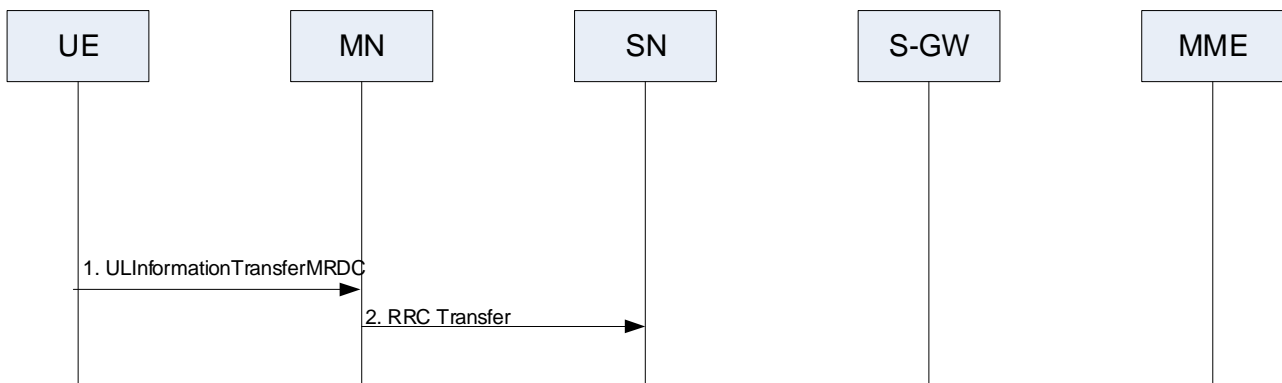 UE
MN
SN
S-GW
MME
1. ULInformationTransferMRDC
2. RRC Transfer